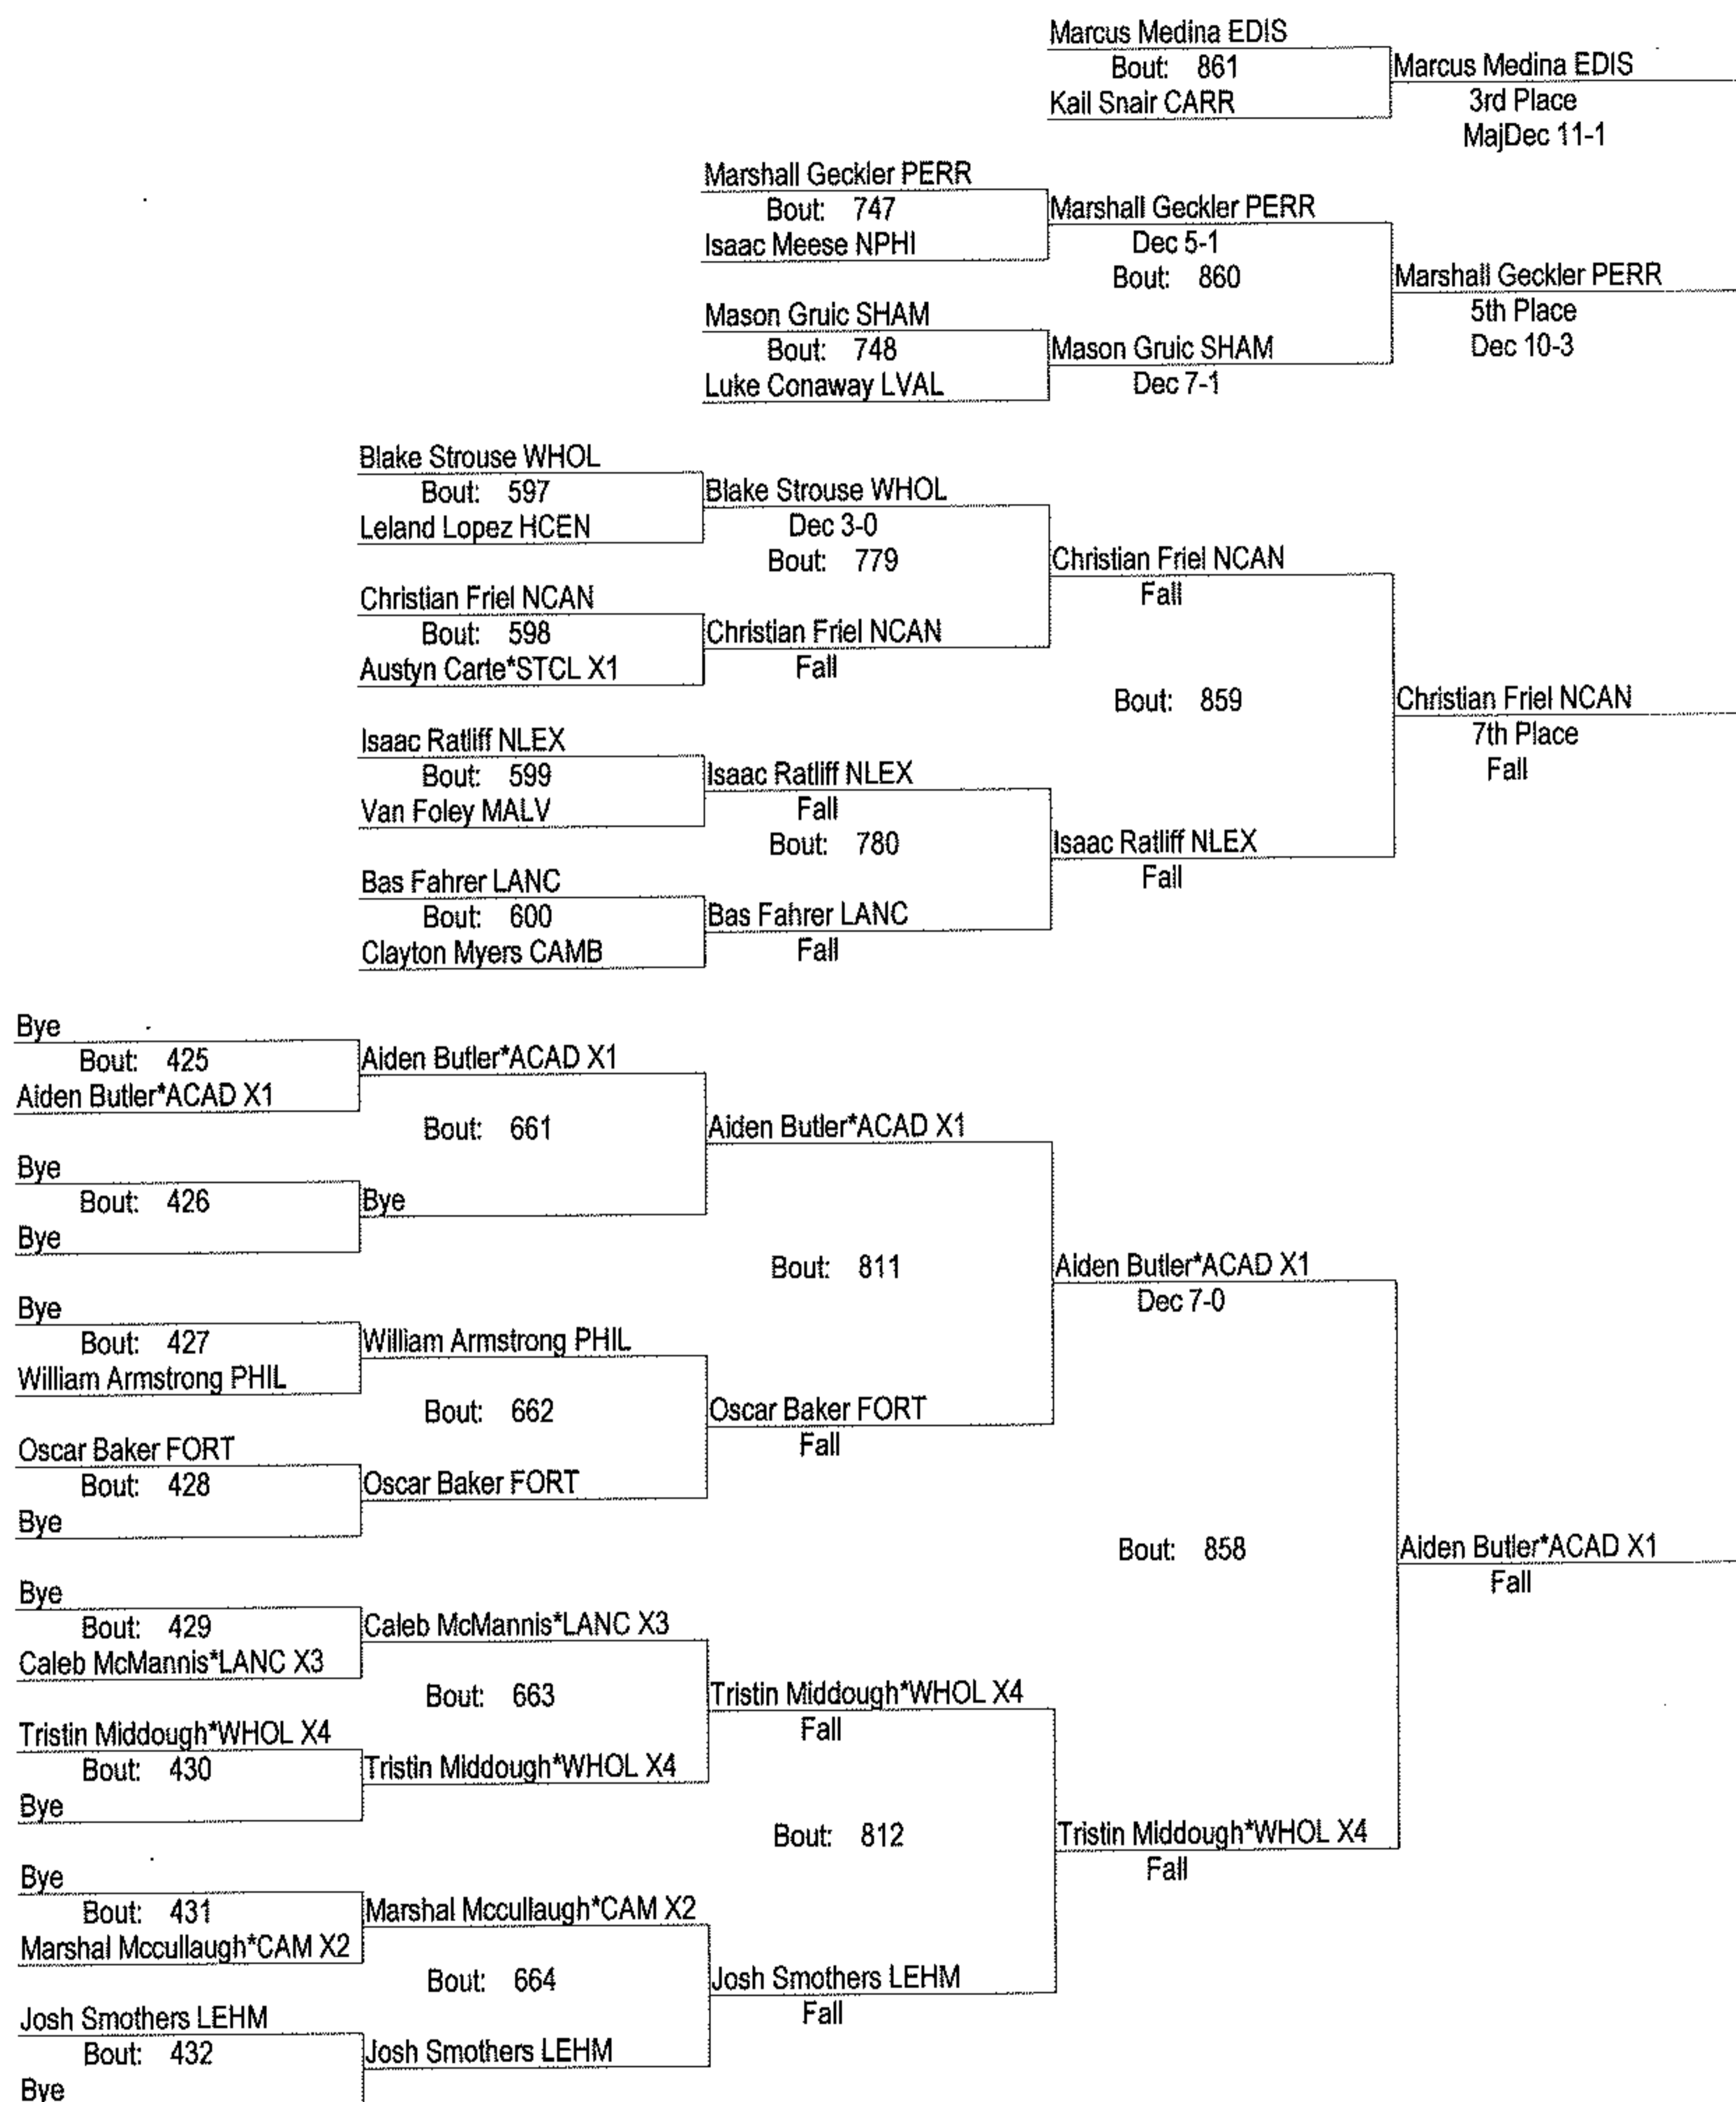 Marcus Medina EDIS
Bout: 861
Kail Snair CARR
Marcus Medina EDIS
3rd Place
MajDec 11-1
Marshall Geckler PERR
Bout: 747
Isaac Meese NPHI
Marshall Geckler PERR
Dec 5-1
Bout: 860
Mason Gruic SHAM
Bout: 748
Luke Conaway LVAL
Mason Gruic SHAM
Dec 7-1
Marshall Geckler PERR
5th Place
Dec 10-3
Blake Strouse WHOL
Bout: 597
Leland Lopez HCEN
Blake Strouse WHOL
Dec 3-0
Bout: 779
Christian Friel NCAN
Bout: 598
Austyn Carte*STCL X1
Christian Friel NCAN
Fall
Christian Friel NCAN
Fall
Bout: 859
Isaac Ratliff NLEX
Bout: 599
Van Foley MALV
Isaac Ratliff NLEX
Fall
Bout: 780
Bas Fahrer LANC
Bout: 600
Clayton Myers CAMB
Bas Fahrer LANC
Fall
Isaac Ratliff NLEX
Fall
Christian Friel NCAN
7th Place
Fall
Bye
Bout: 425
Aiden Butler*ACAD X1
Aiden Butler*ACAD X1
Bout: 661
Bye
Bout: 426
Bye
Bye
Aiden Butler*ACAD X1
Bout: 811
Bye
Bout: 427
William Armstrong PHIL
William Armstrong PHIL
Bout: 662
Oscar Baker FORT
Bout: 428
Bye
Oscar Baker FORT
Oscar Baker FORT
Fall
Aiden Butler*ACAD X1
Dec 7-0
Bout: 858
Bye
Bout: 429
Caleb McMannis*LANC X3
Caleb McMannis*LANC X3
Bout: 663
Tristin Middough*WHOL X4
Bout: 430
Bye
Tristin Middough*WHOL X4
Tristin Middough*WHOL X4
Fall
Bout: 812
Bye
Bout: 431
Marshal Mccullaugh*CAM X2
Marshal Mccullaugh*CAM X2
Bout: 664
Josh Smothers LEHM
Bout: 432
Bye
Josh Smothers LEHM
Josh Smothers LEHM
Fall
Tristin Middough*WHOL X4
Fall
Aiden Butler*ACAD X1
Fall